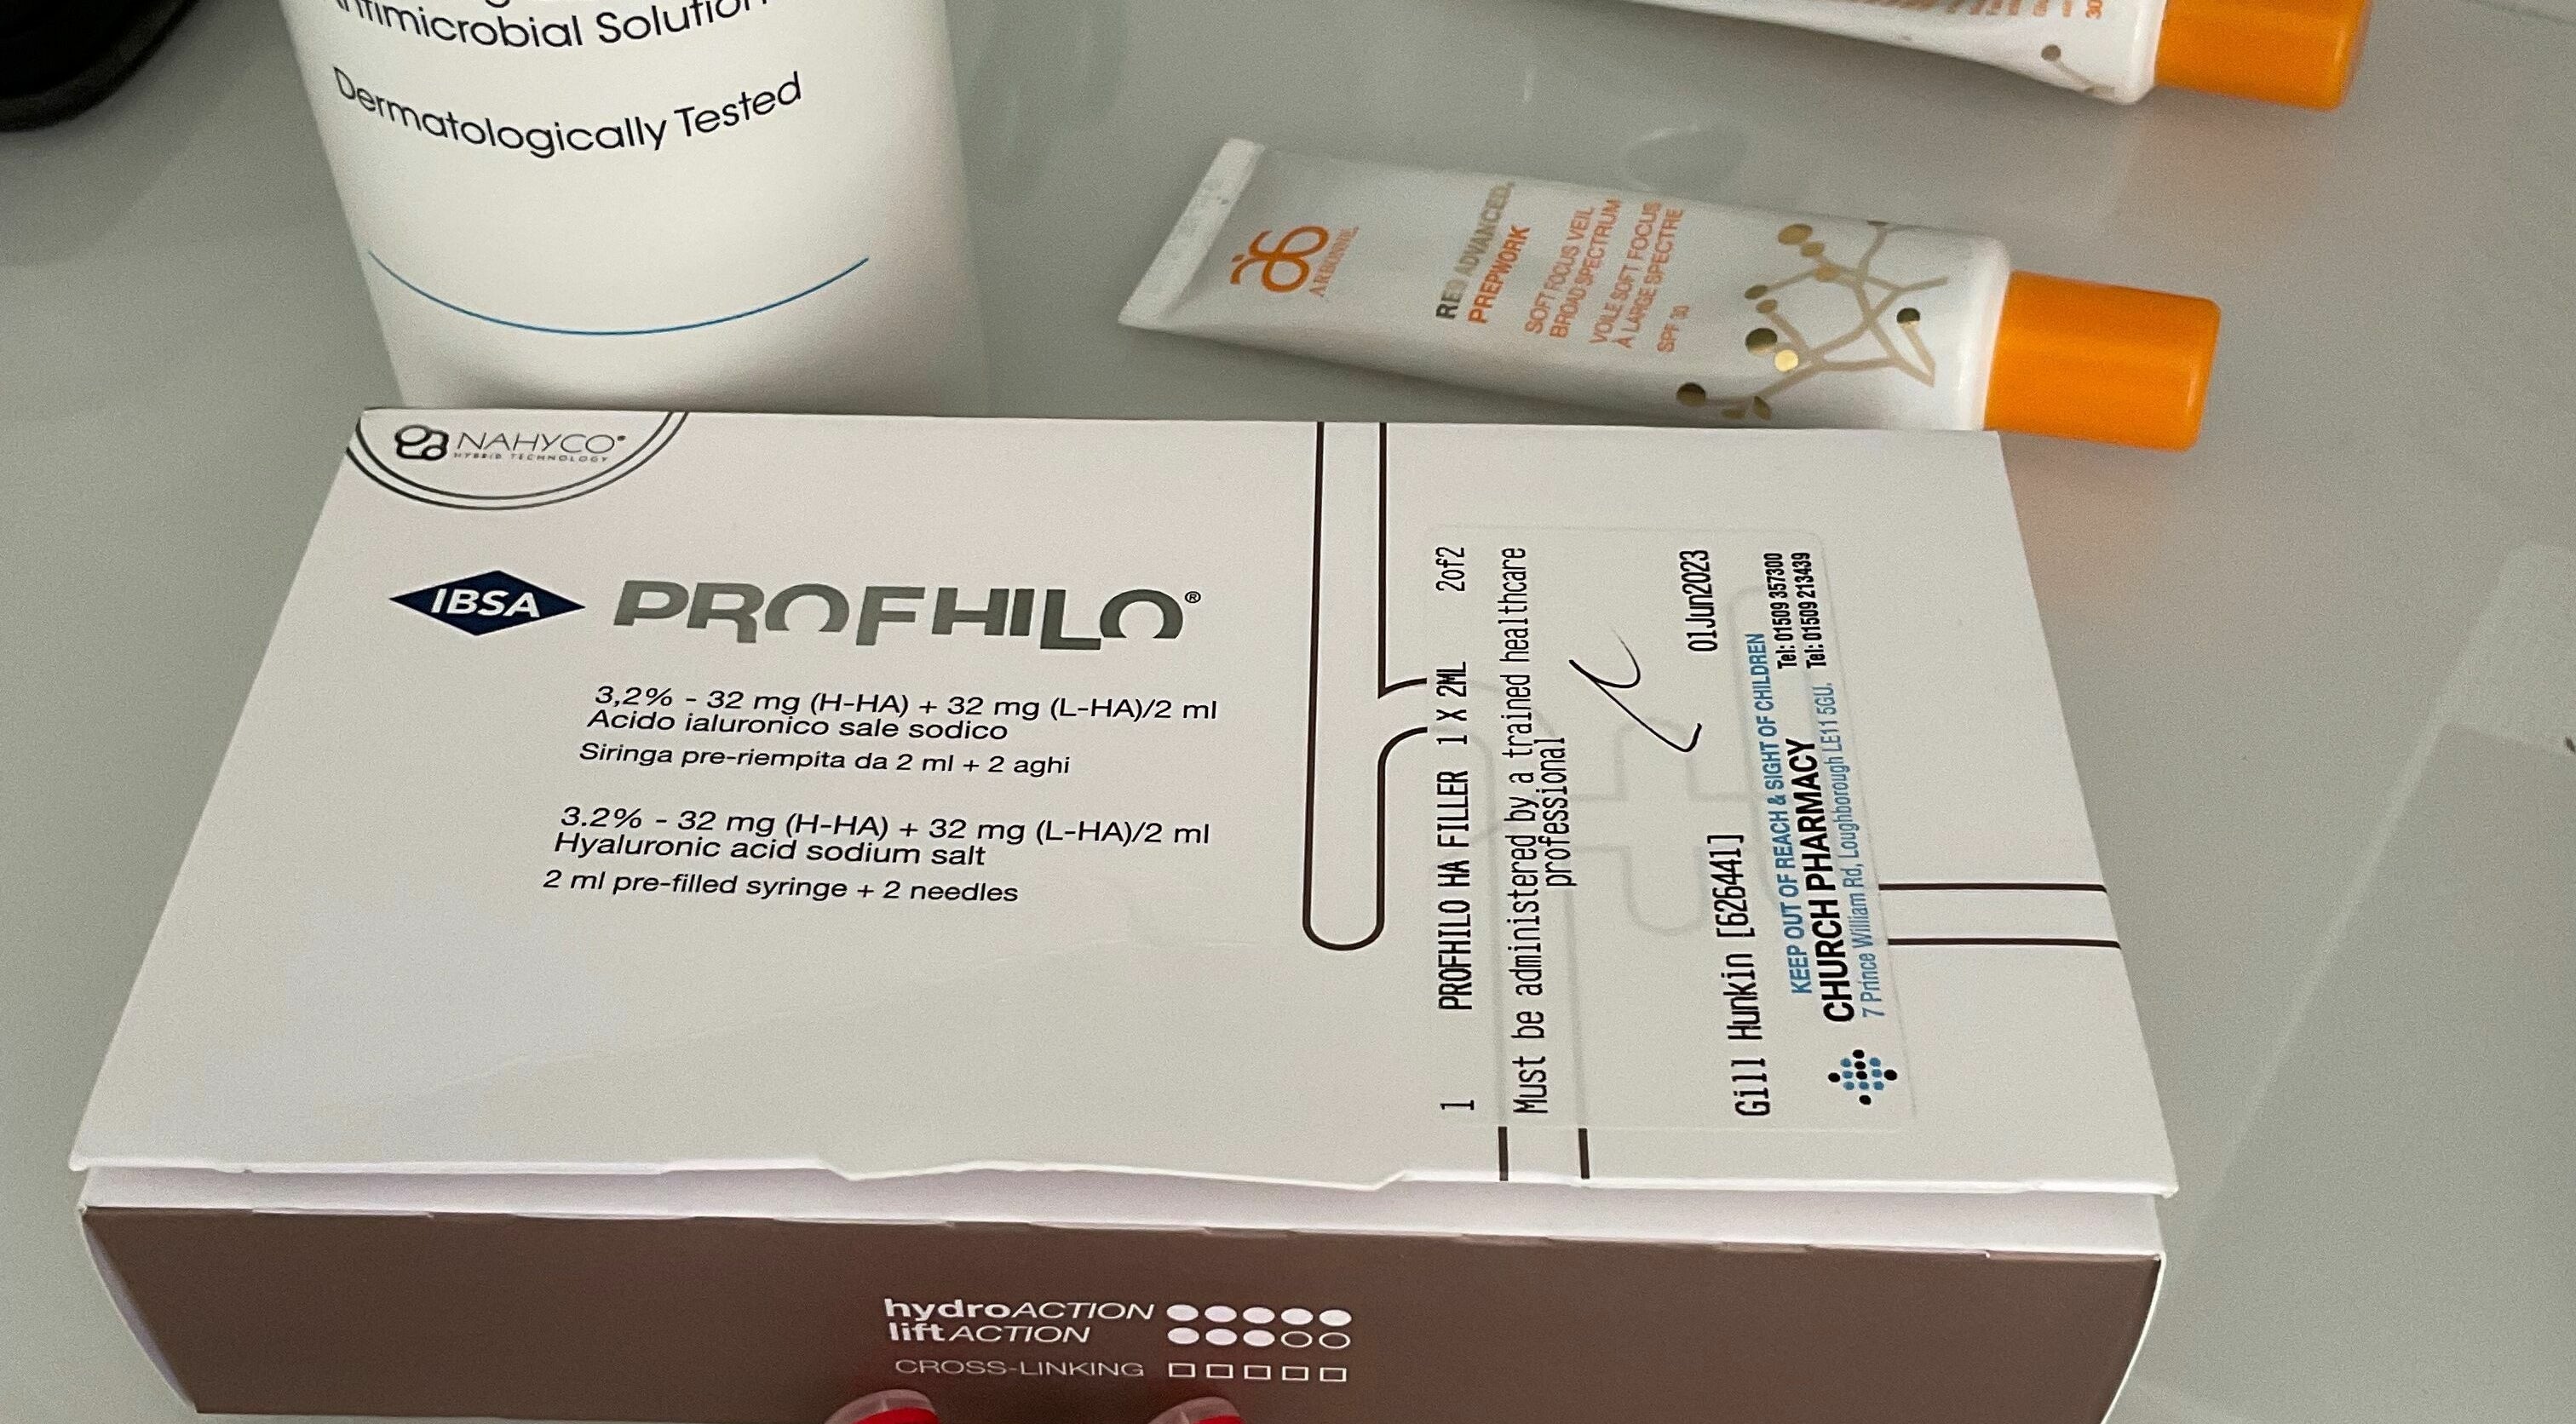 Antimicrobial Solution
Dermatologically Tested
ARBONNE
RE9 ADVANCED
PREPWORK
SOFT FOCUS VEIL
BROAD SPECTRUM
VOILE SOFT FOCUS
À LARGE SPECTRE
SPF 30
30
NAHYCO®
HYBRID TECHNOLOGY
IBSA PROFHILO®
3,2% - 32 mg (H-HA) + 32 mg (L-HA)/2 ml
Acido ialuronico sale sodico
Siringa pre-riempita da 2 ml + 2 aghi
3.2% - 32 mg (H-HA) + 32 mg (L-HA)/2 ml
Hyaluronic acid sodium salt
2 ml pre-filled syringe + 2 needles
1 PROFHILO HA FILLER 1 X 2ML 2of2
Must be administered by a trained healthcare
professional
Gill Hunkin [62644] 01Jun2023
KEEP OUT OF REACH & SIGHT OF CHILDREN
CHURCH PHARMACY Tel: 01509 357300
7 Prince William Rd, Loughborough LE11 5GU. Tel: 01509 213439
hydroACTION
liftACTION
CROSS-LINKING